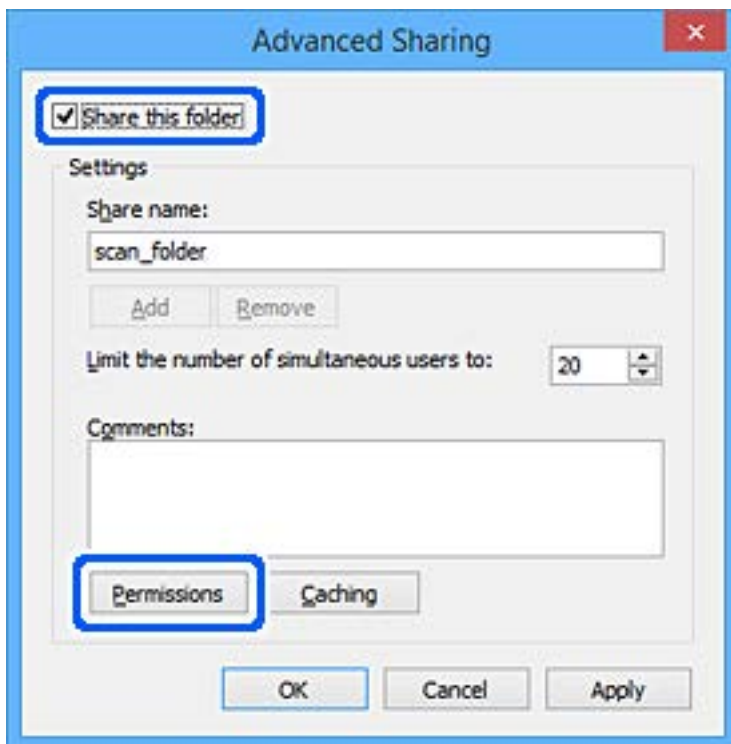 Advanced Sharing
Share this folder
Settings
Share name:
scan_folder
Add Remove
Limit the number of simultaneous users to: 20
Comments:
Permissions Caching
OK Cancel Apply